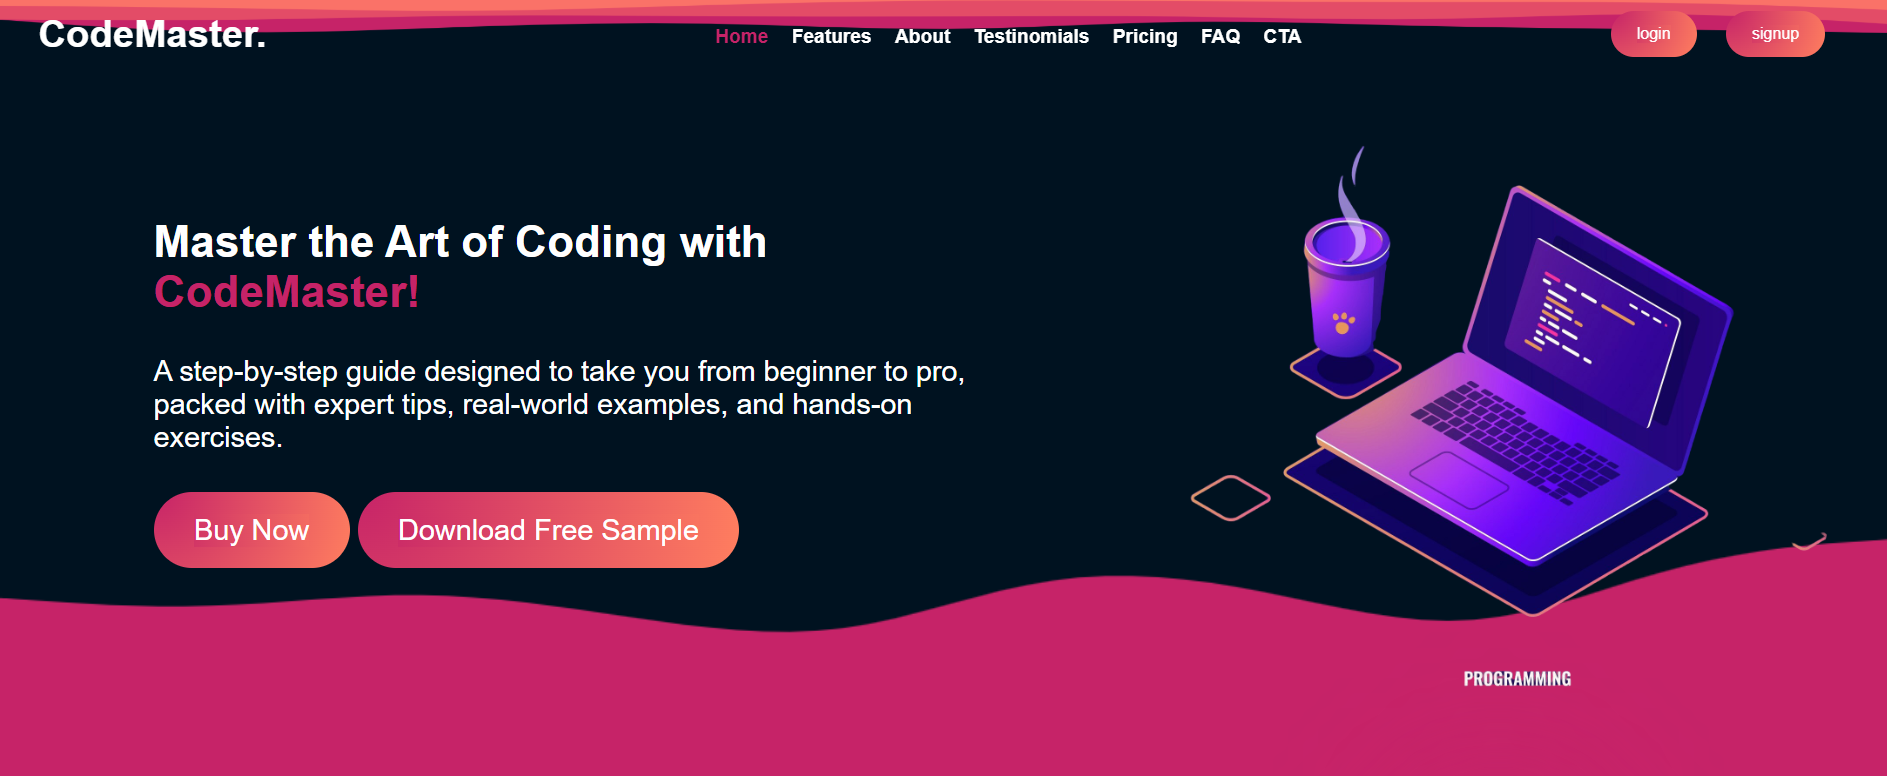 CodeMaster.
Home Features About Testinomials Pricing FAQ CTA
login signup
Master the Art of Coding with
CodeMaster!
A step-by-step guide designed to take you from beginner to pro,
packed with expert tips, real-world examples, and hands-on
exercises.
Buy Now Download Free Sample
PROGRAMMING